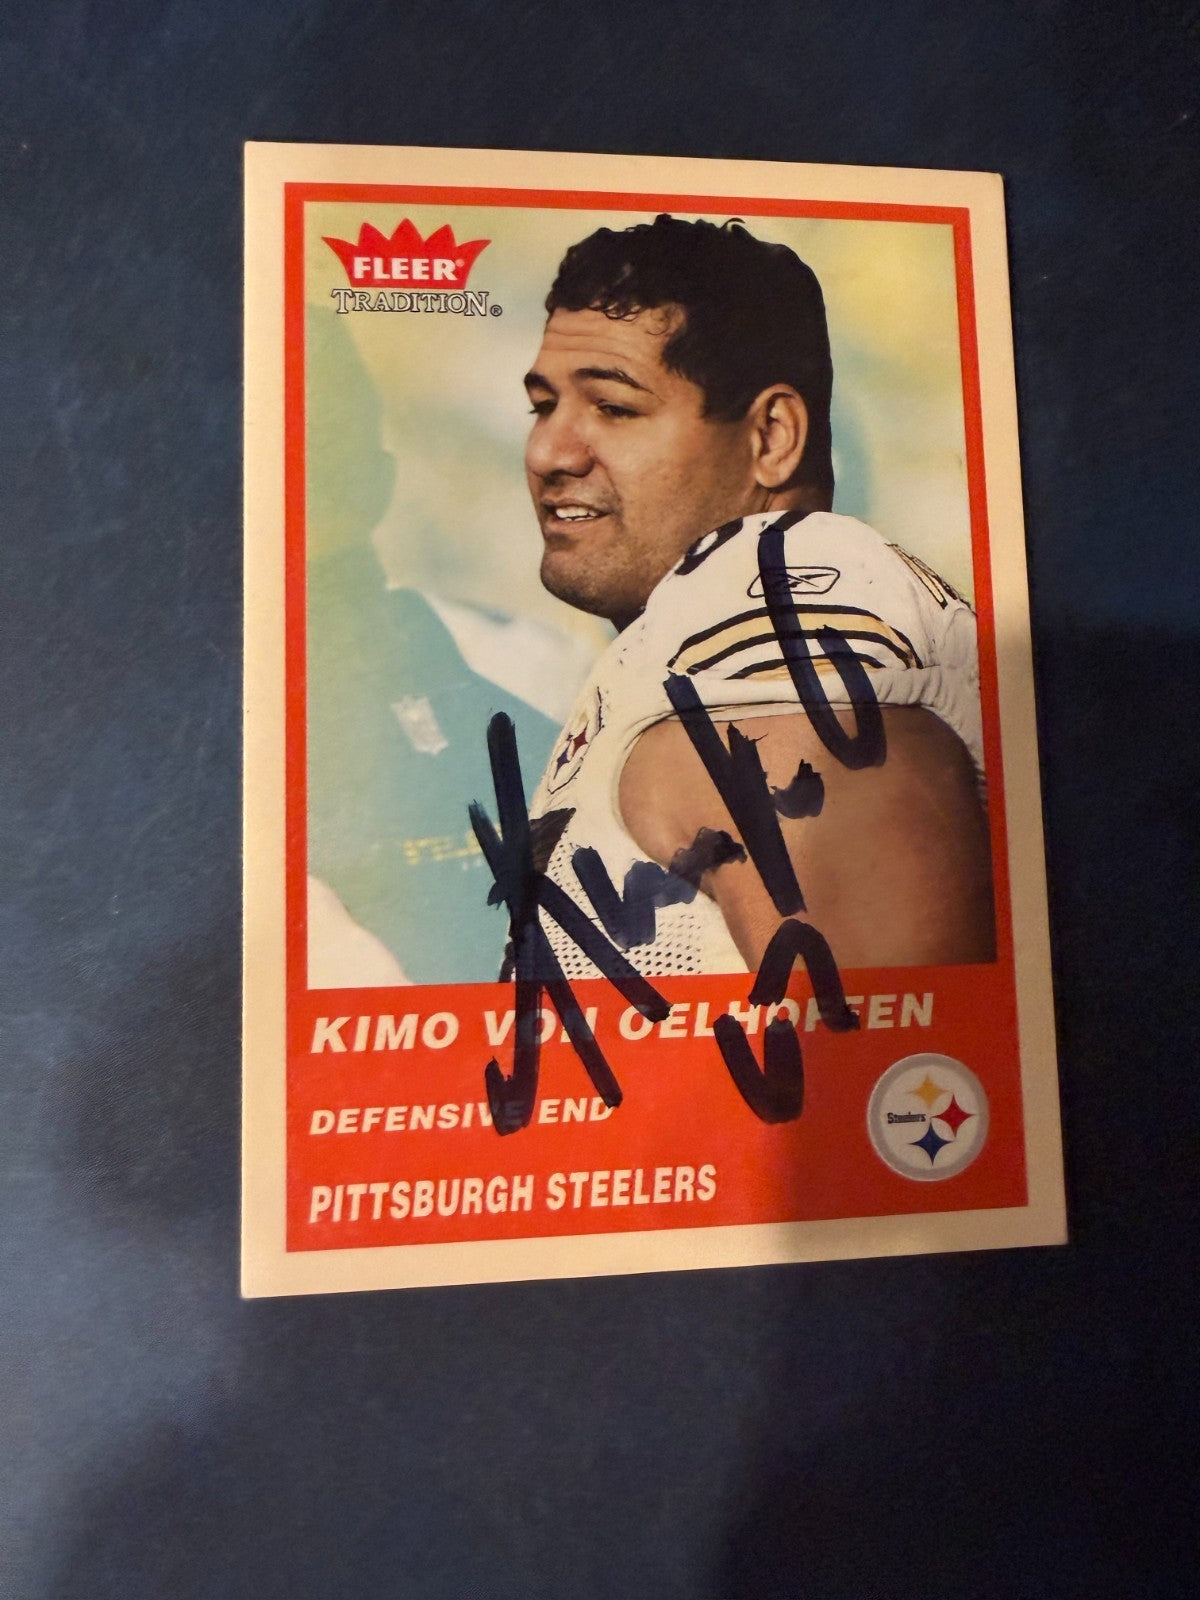 FLEER®
TRADITION®
KIMO VON OELHOFFEN
DEFENSIVE END
Steelers
PITTSBURGH STEELERS